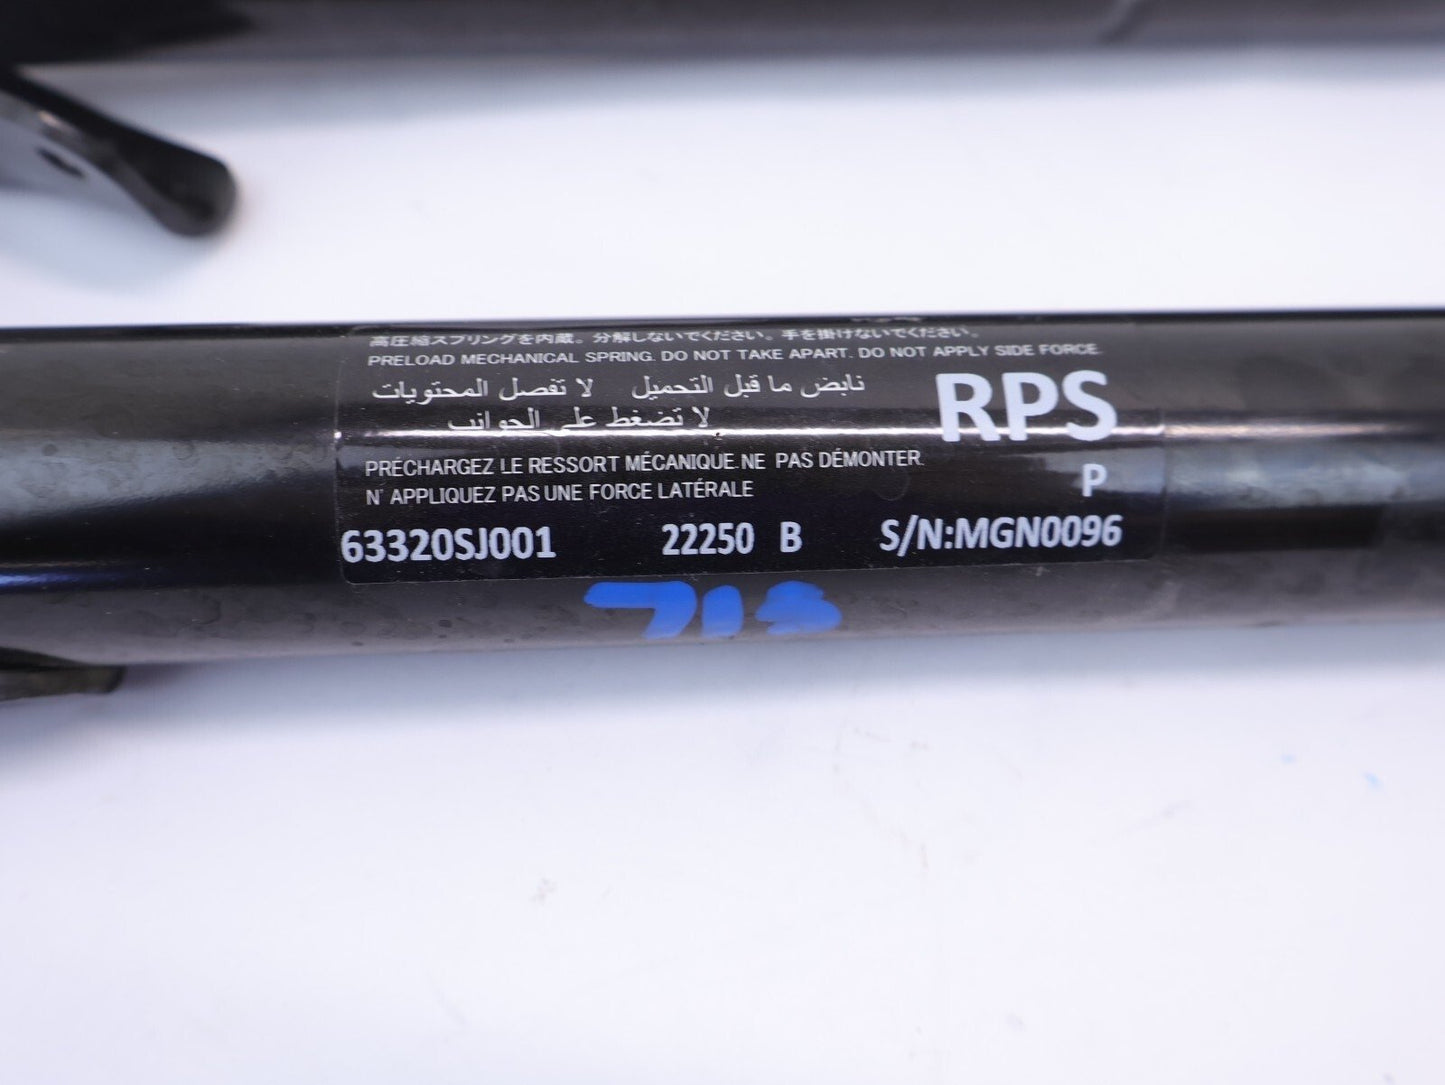 高圧縮スプリングを内蔵。分解しないでください。手を掛けないでください。
PRELOAD MECHANICAL SPRING. DO NOT TAKE APART. DO NOT APPLY SIDE FORCE.
نابض ما قبل التحميل لا تفصل المحتويات
لا تضغط على الجوانب
RPS
PRÉCHARGEZ LE RESSORT MÉCANIQUE.NE PAS DÉMONTER.
N' APPLIQUEZ PAS UNE FORCE LATÉRALE
P
63320SJ001 22250 B S/N:MGN0096